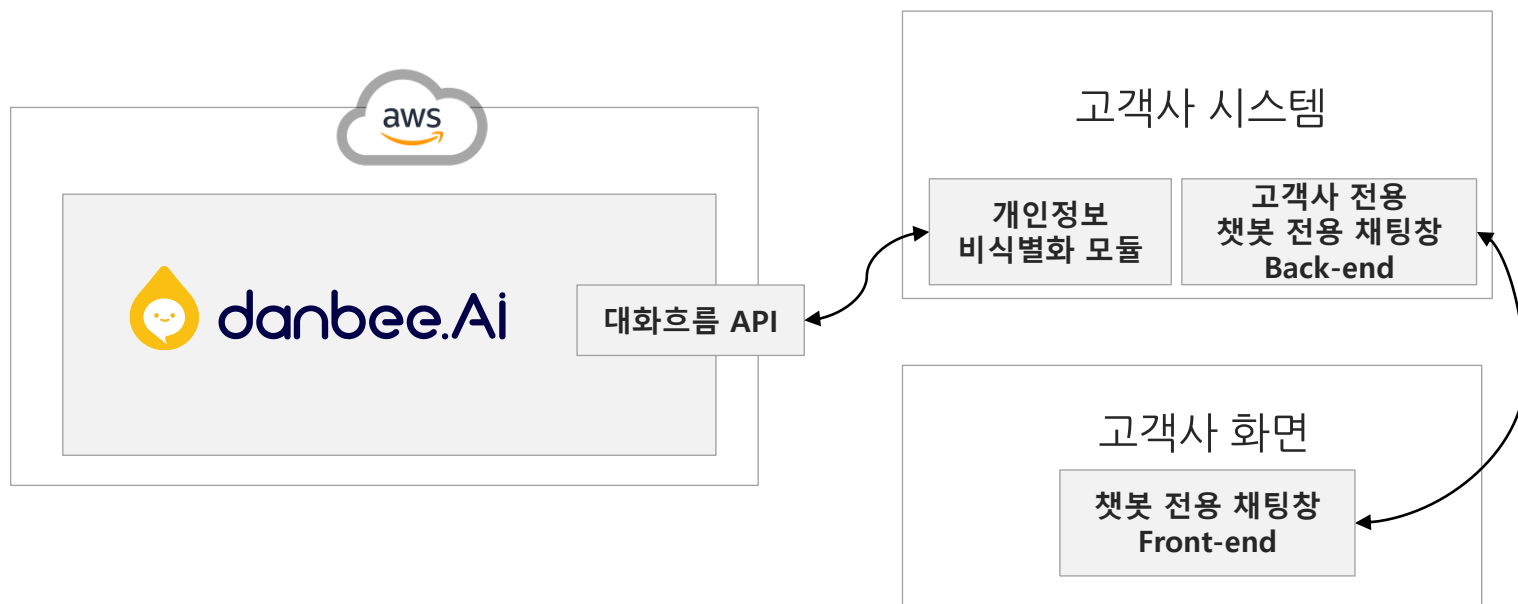 aws
danbee.Ai
대화흐름 API
고객사 시스템
개인정보
비식별화 모듈
고객사 전용
챗봇 전용 채팅창
Back-end
고객사 화면
챗봇 전용 채팅창
Front-end